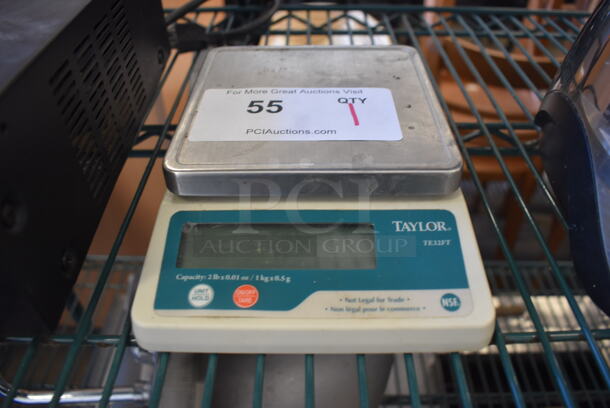 For More Great Auctions Visit
55
QTY
1
PCIAuctions.com
PCI
AUCTION GROUP
TAYLOR
TE32FT
Capacity: 2 lb x 0.01 oz / 1 kg x 0.5 g
UNIT
HOLD
ON/OFF
TARE
• Not Legal for Trade •
• Non légal pour le commerce •
NSF